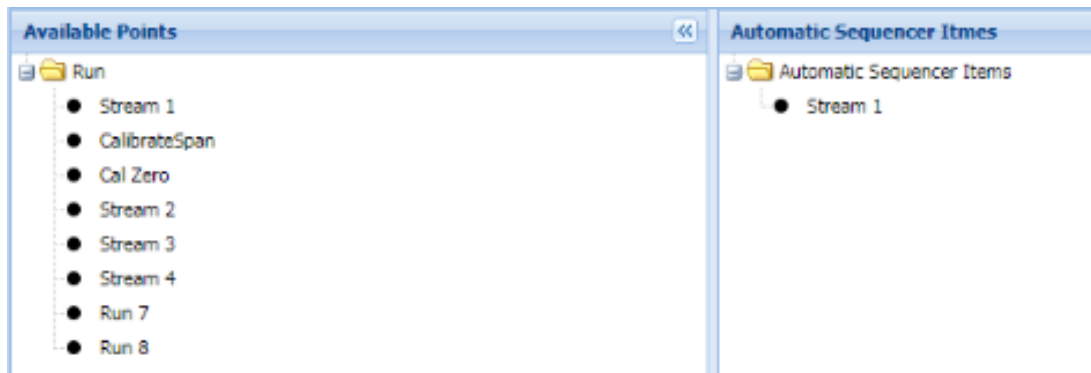 Available Points
Run
Stream 1
CalibrateSpan
Cal Zero
Stream 2
Stream 3
Stream 4
Run 7
Run 8
Automatic Sequencer Itmes
Automatic Sequencer Items
Stream 1